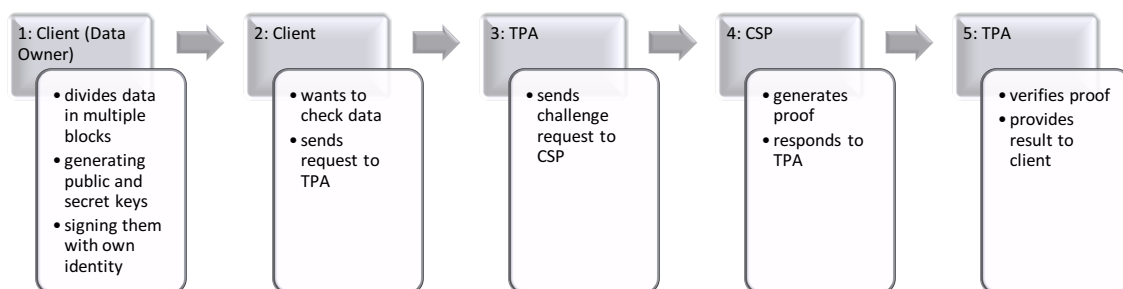 1: Client (Data
Owner)
• divides data
in multiple
blocks
• generating
public and
secret keys
• signing them
with own
identity
2: Client
• wants to
check data
• sends
request to
TPA
3: TPA
• sends
challenge
request to
CSP
4: CSP
• generates
proof
• responds to
TPA
5: TPA
• verifies proof
• provides
result to
client